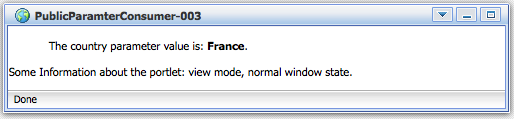 PublicParamterConsumer-003
The country parameter value is: France.
Some Information about the portlet: view mode, normal window state.
Done